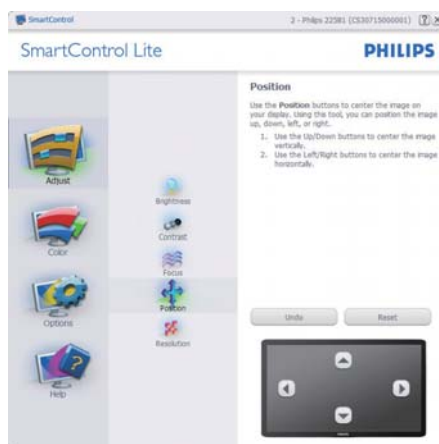 SmartControl
2 - Philips 225B1 (CS30715000001)
SmartControl Lite
PHILIPS
Adjust
Color
Options
Help
Brightness
Contrast
Focus
Position
Resolution
Position
Use the Position buttons to center the image on
your display. Using the tool, you can position the image
up, down, left, or right.
1. Use the Up/Down buttons to center the image
vertically.
2. Use the Left/Right buttons to center the image
horizontally.
Undo
Reset